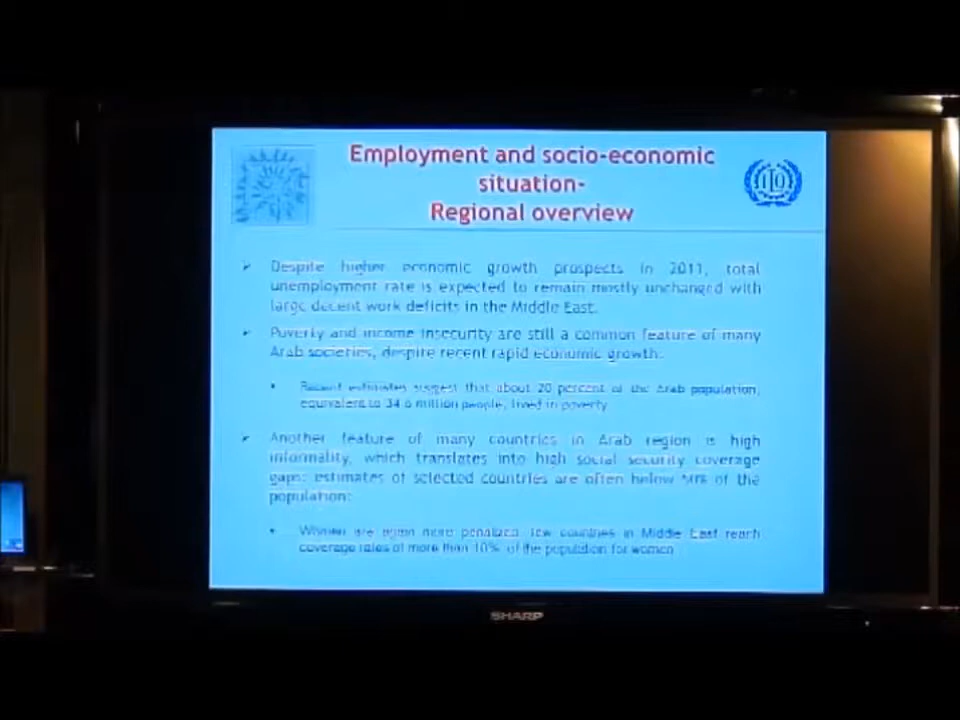 Employment and socio-economic
situation-
Regional overview
ILO
Despite higher economic growth prospects in 2011, total
unemployment rate is expected to remain mostly unchanged with
large decent work deficits in the Middle East.
Poverty and income insecurity are still a common feature of many
Arab societies, despite recent rapid economic growth:
Recent estimates suggest that about 20 percent of the Arab population,
equivalent to 34.6 million people, lived in poverty
Another feature of many countries in Arab region is high
informality, which translates into high social security coverage
gaps: estimates of selected countries are often below 50% of the
population:
Women are again more penalized, few countries in Middle East reach
coverage rates of more than 10% of the population for women
SHARP